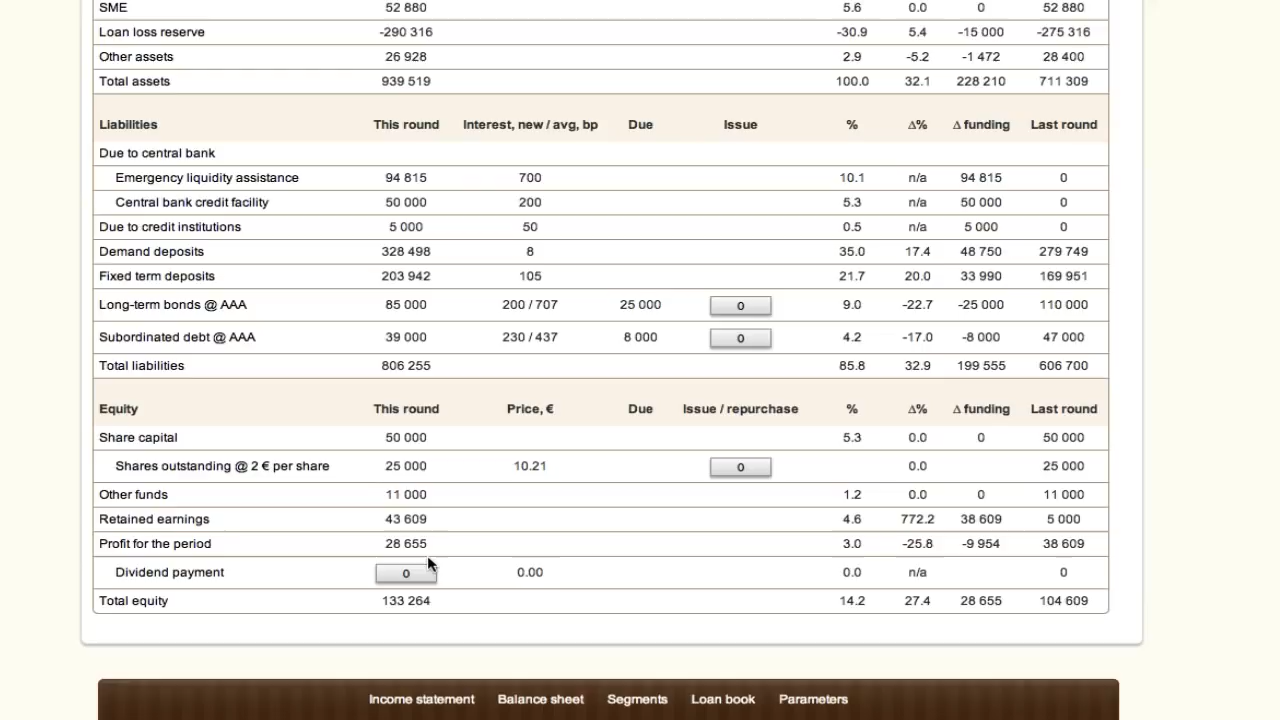 SME 52 880 5.6 0.0 0 52 880
Loan loss reserve -290 316 -30.9 5.4 -15 000 -275 316
Other assets 26 928 2.9 -5.2 -1 472 28 400
Total assets 939 519 100.0 32.1 228 210 711 309
Liabilities This round Interest, new / avg, bp Due Issue % Δ% Δ funding Last round
Due to central bank
Emergency liquidity assistance 94 815 700 10.1 n/a 94 815 0
Central bank credit facility 50 000 200 5.3 n/a 50 000 0
Due to credit institutions 5 000 50 0.5 n/a 5 000 0
Demand deposits 328 498 8 35.0 17.4 48 750 279 749
Fixed term deposits 203 942 105 21.7 20.0 33 990 169 951
Long-term bonds @ AAA 85 000 200 / 707 25 000 0 9.0 -22.7 -25 000 110 000
Subordinated debt @ AAA 39 000 230 / 437 8 000 0 4.2 -17.0 -8 000 47 000
Total liabilities 806 255 85.8 32.9 199 555 606 700
Equity This round Price, € Due Issue / repurchase % Δ% Δ funding Last round
Share capital 50 000 5.3 0.0 0 50 000
Shares outstanding @ 2 € per share 25 000 10.21 0 0.0 25 000
Other funds 11 000 1.2 0.0 0 11 000
Retained earnings 43 609 4.6 772.2 38 609 5 000
Profit for the period 28 655 3.0 -25.8 -9 954 38 609
Dividend payment 0 0.00 0.0 n/a 0
Total equity 133 264 14.2 27.4 28 655 104 609
Income statement Balance sheet Segments Loan book Parameters